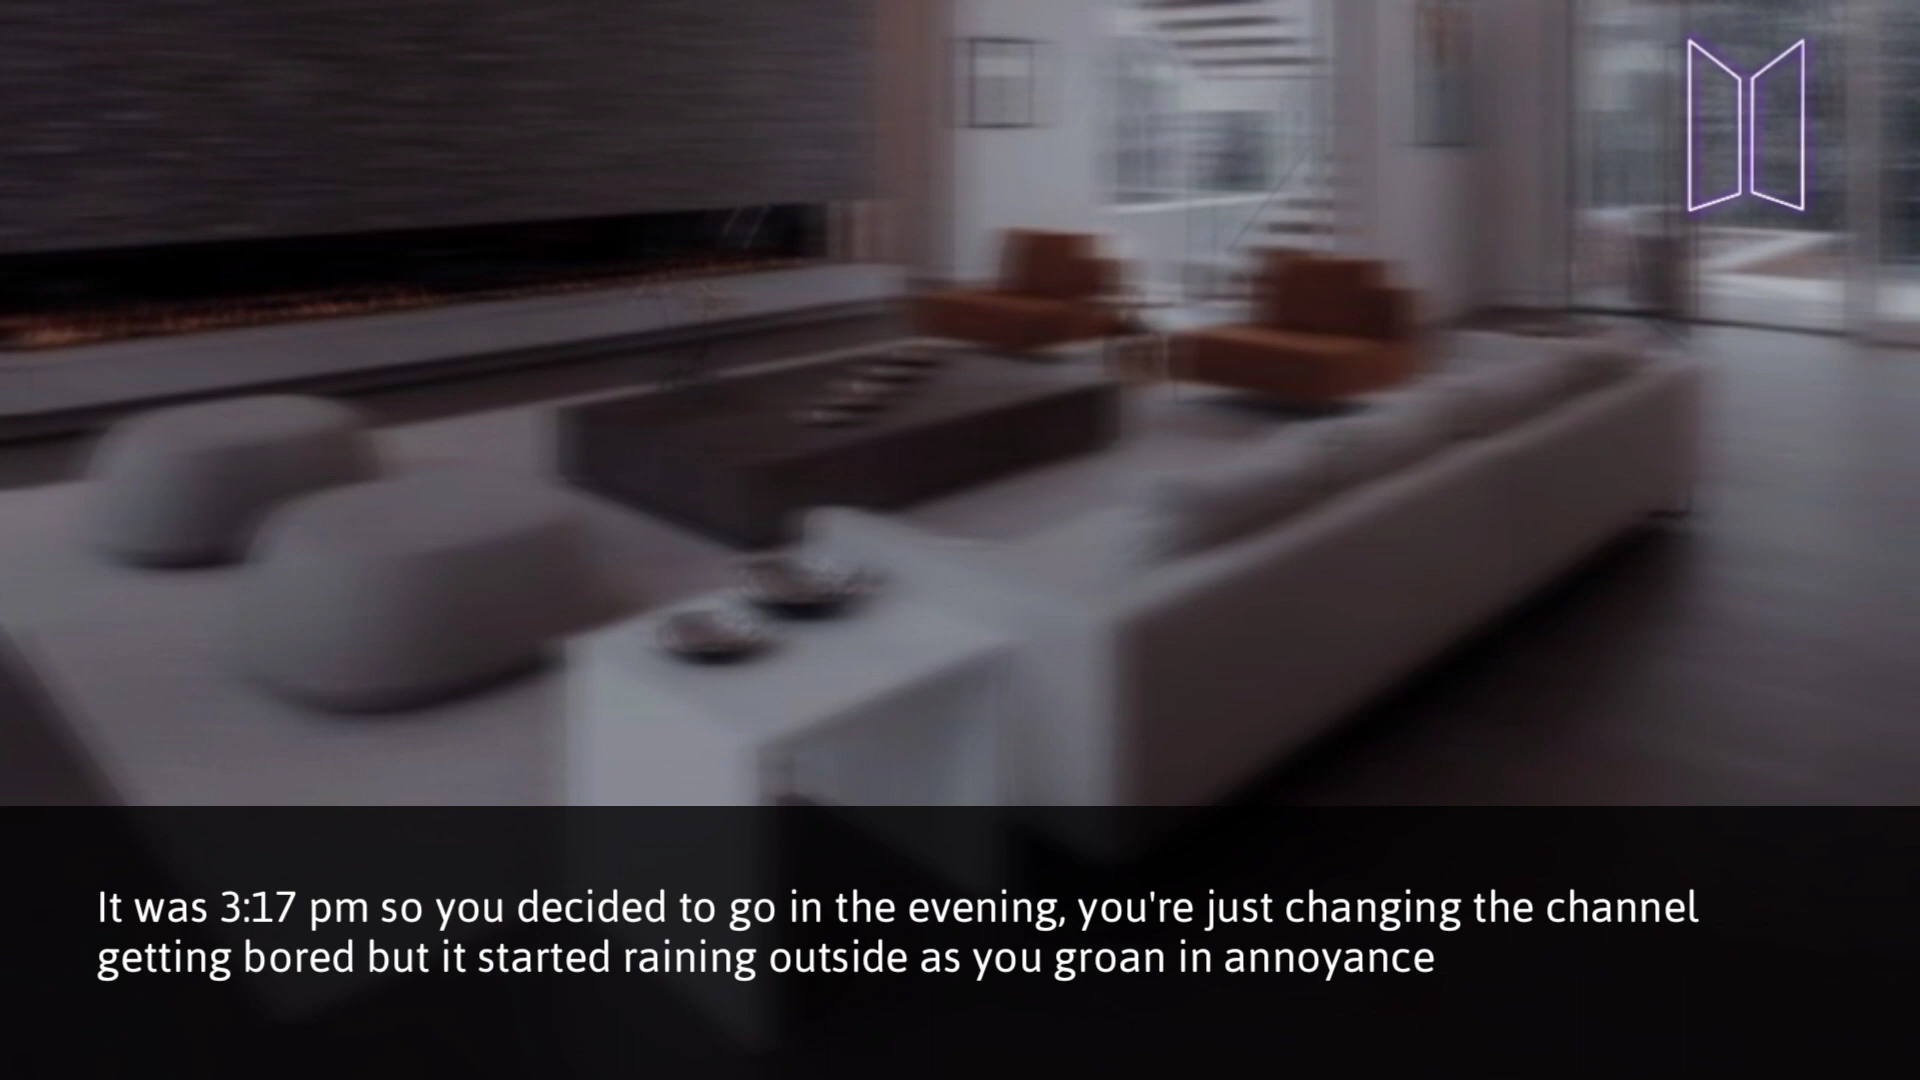 It was 3:17 pm so you decided to go in the evening, you're just changing the channel
getting bored but it started raining outside as you groan in annoyance